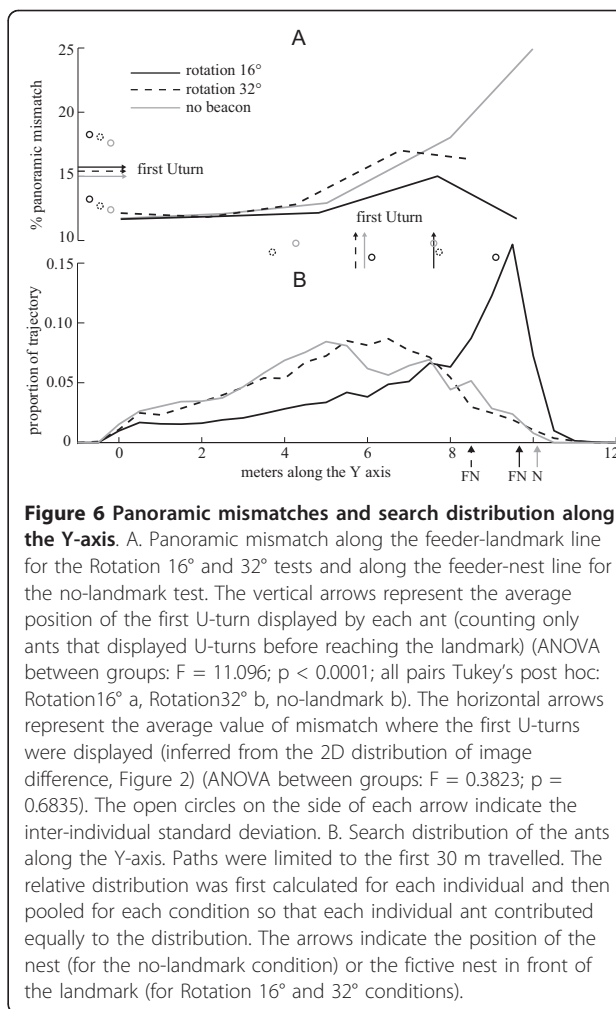 A
25
20
15
10
% panoramic mismatch
rotation 16°
rotation 32°
no beacon
first Uturn
first Uturn
B
0.15
0.10
0.05
0
proportion of trajectory
0 2 4 6 8 10 12
meters along the Y axis
FN FN N
Figure 6 Panoramic mismatches and search distribution along
the Y-axis. A. Panoramic mismatch along the feeder-landmark line
for the Rotation 16° and 32° tests and along the feeder-nest line for
the no-landmark test. The vertical arrows represent the average
position of the first U-turn displayed by each ant (counting only
ants that displayed U-turns before reaching the landmark) (ANOVA
between groups: F = 11.096; p < 0.0001; all pairs Tukey's post hoc:
Rotation16° a, Rotation32° b, no-landmark b). The horizontal arrows
represent the average value of mismatch where the first U-turns
were displayed (inferred from the 2D distribution of image
difference, Figure 2) (ANOVA between groups: F = 0.3823; p =
0.6835). The open circles on the side of each arrow indicate the
inter-individual standard deviation. B. Search distribution of the ants
along the Y-axis. Paths were limited to the first 30 m travelled. The
relative distribution was first calculated for each individual and then
pooled for each condition so that each individual ant contributed
equally to the distribution. The arrows indicate the position of the
nest (for the no-landmark condition) or the fictive nest in front of
the landmark (for Rotation 16° and 32° conditions).